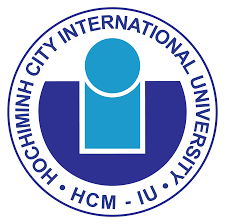 HOCHIMINH CITY INTERNATIONAL UNIVERSITY
• HCM - IU •